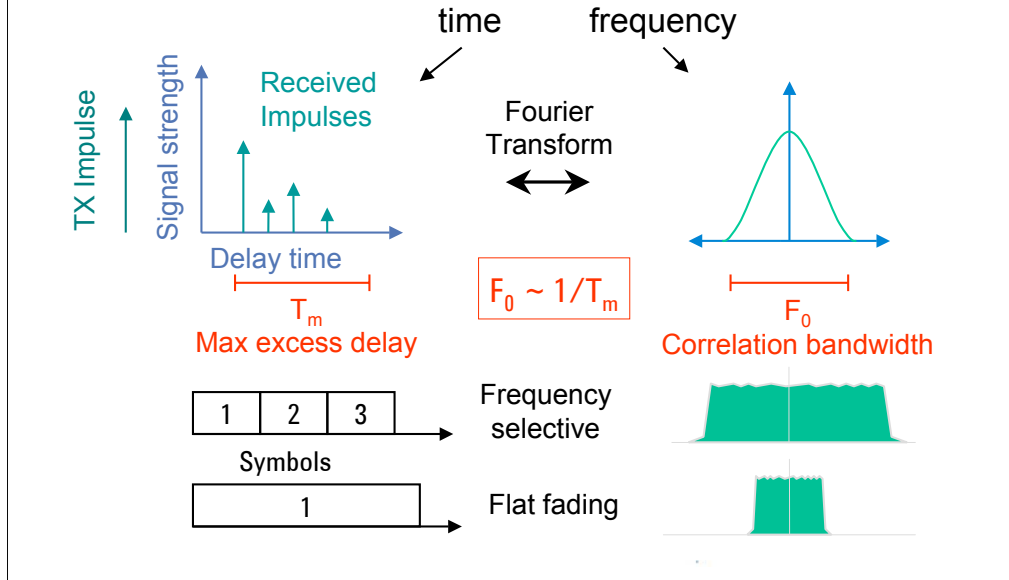 time
frequency
TX Impulse
Signal strength
Received
Impulses
Fourier
Transform
Delay time
Tm
Max excess delay
F0 ~ 1/Tm
F0
Correlation bandwidth
1 2 3
Frequency
selective
Symbols
1
Flat fading